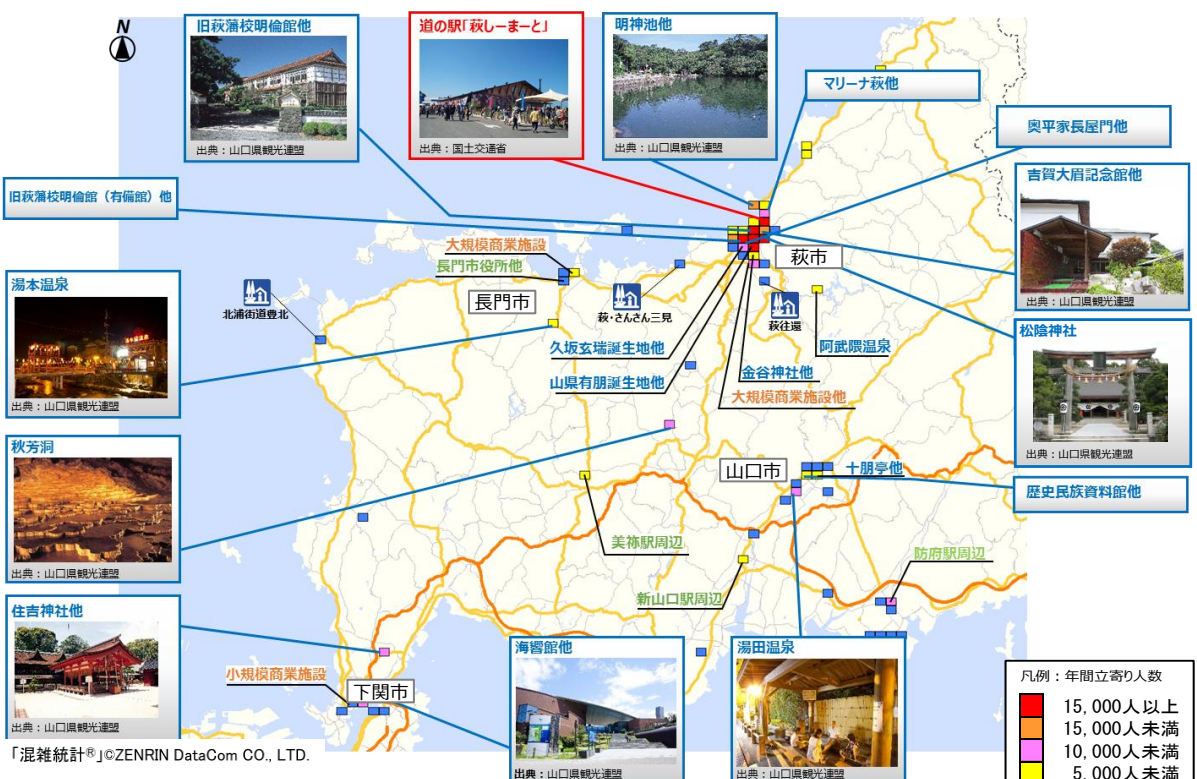 N
旧萩藩校明倫館他
出典：山口県観光連盟
道の駅「萩しーまーと」
出典：国土交通省
明神池他
出典：山口県観光連盟
マリーナ萩他
奥平家長屋門他
旧萩藩校明倫館（有備館）他
吉賀大眉記念館他
出典：山口県観光連盟
大規模商業施設
長門市役所他
長門市
萩市
湯本温泉
出典：山口県観光連盟
北浦街道豊北
萩・さんさん三見
萩往還
阿武隈温泉
久坂玄瑞誕生地他
山県有朋誕生地他
金谷神社他
大規模商業施設他
松陰神社
出典：山口県観光連盟
秋芳洞
出典：山口県観光連盟
山口市
十朋亭他
歴史民族資料館他
美祢駅周辺
新山口駅周辺
防府駅周辺
住吉神社他
出典：山口県観光連盟
小規模商業施設
下関市
海響館他
出典：山口県観光連盟
湯田温泉
出典：山口県観光連盟
凡例：年間立寄り人数
15,000人以上
15,000人未満
10,000人未満
5,000人未満
「混雑統計®」©ZENRIN DataCom CO., LTD.